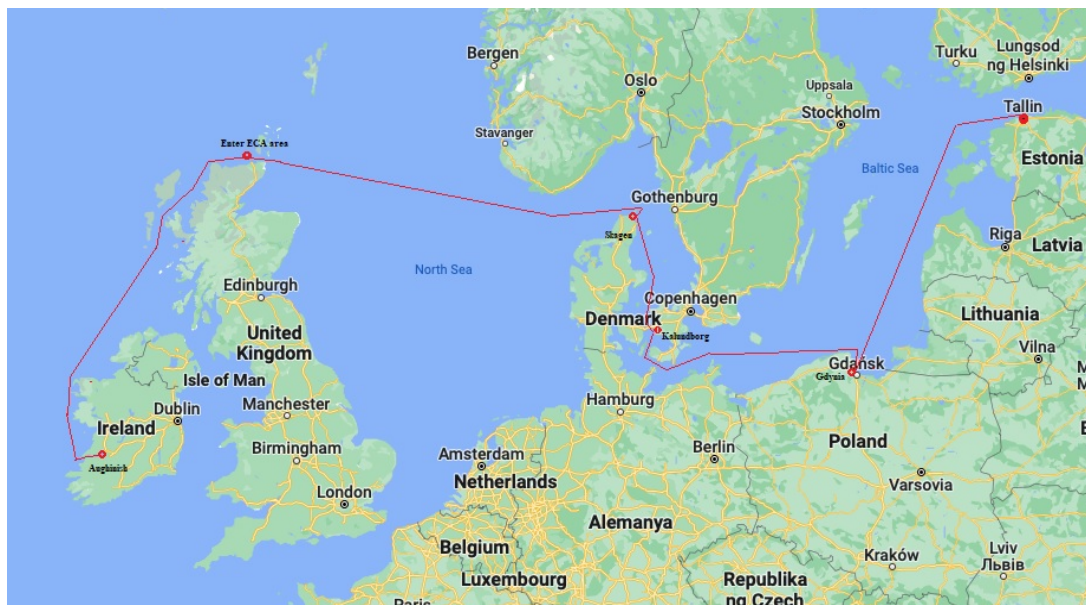 Bergen
Oslo
Uppsala
Stockholm
Turku
Lungsod
ng Helsinki
Tallin
Enter ECA area
Stavanger
Estonia
Baltic Sea
Gothenburg
Skagen
Riga
Latvia
North Sea
Edinburgh
Copenhagen
Denmark
Kalundborg
Lithuania
United
Kingdom
Vilna
Isle of Man
Gdańsk
Gdynia
Dublin
Manchester
Hamburg
Ireland
Aughinish
Birmingham
Amsterdam
Netherlands
Berlin
Poland
Varsovia
London
Alemanya
Belgium
Luxembourg
Kraków
Lviv
Львів
Republika
ng Czech
Paris